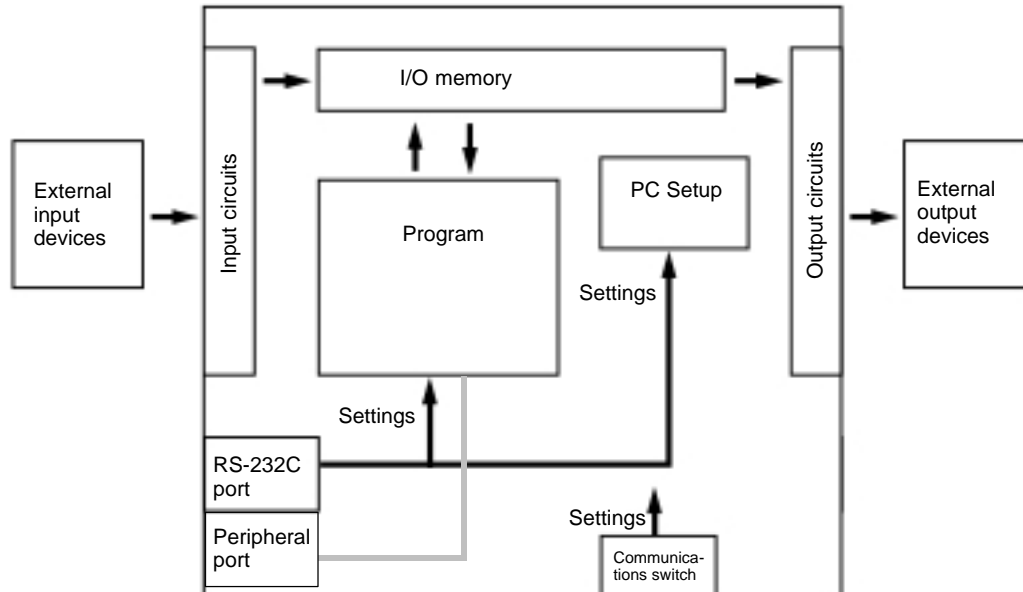 I/O memory
Input circuits
Output circuits
External
input
devices
Program
PC Setup
External
output
devices
Settings
Settings
RS-232C
port
Settings
Peripheral
port
Communica-
tions switch